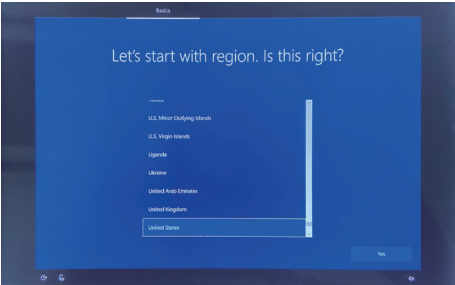 Basics
Let's start with region. Is this right?
U.S. Minor Outlying Islands
U.S. Virgin Islands
Uganda
Ukraine
United Arab Emirates
United Kingdom
United States
Yes